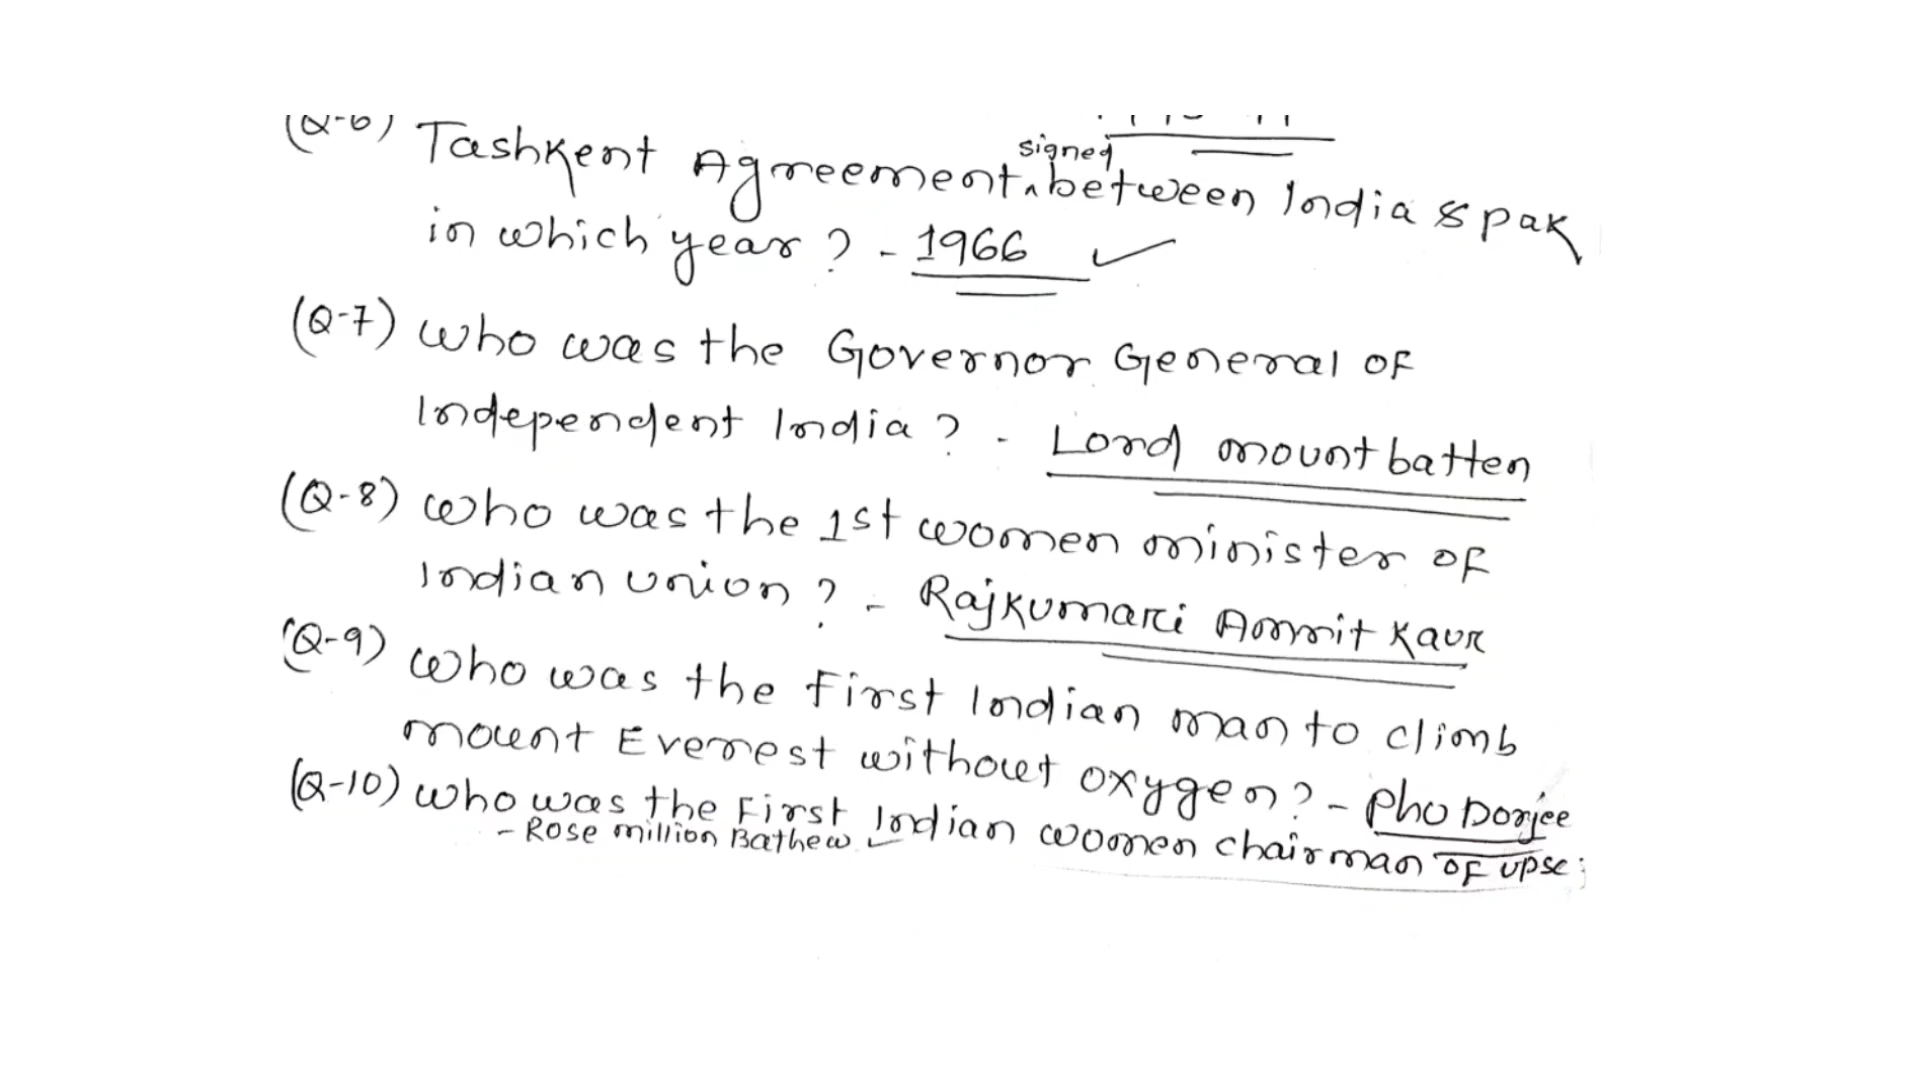 (Q-6) Tashkent Agreement signed between India & Pak
in which year? - 1966 ✓
(Q-7) Who was the Governor General of
Independent India? - Lord mountbatten
(Q-8) Who was the 1st women minister of
Indian union? - Rajkumari Amrit Kaur
(Q-9) Who was the First Indian man to climb
mount Everest without oxygen? - Phu Dorjee
(Q-10) Who was the First Indian women chairman of upsc;
- Rose million Bathew ✓